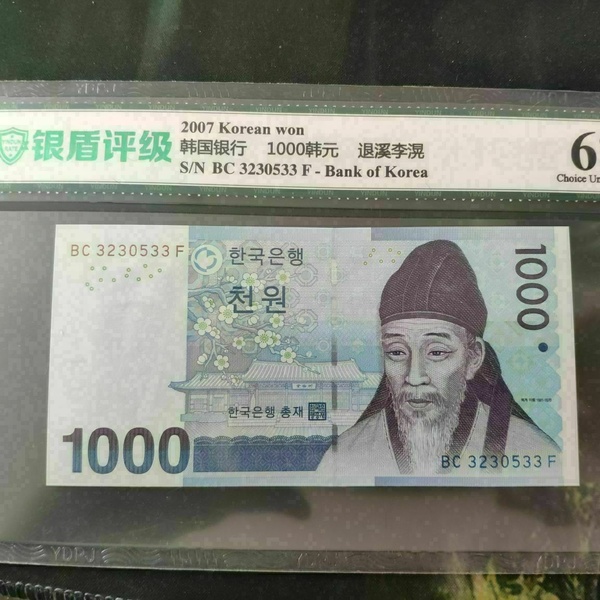 银盾评级
2007 Korean won
韩国银行 1000韩元 退溪李滉
S/N BC 3230533 F - Bank of Korea
6
Choice Un
BC 3230533 F
한국은행
천원
1000
한국은행 총재
1000
BC 3230533 F
YDPJ